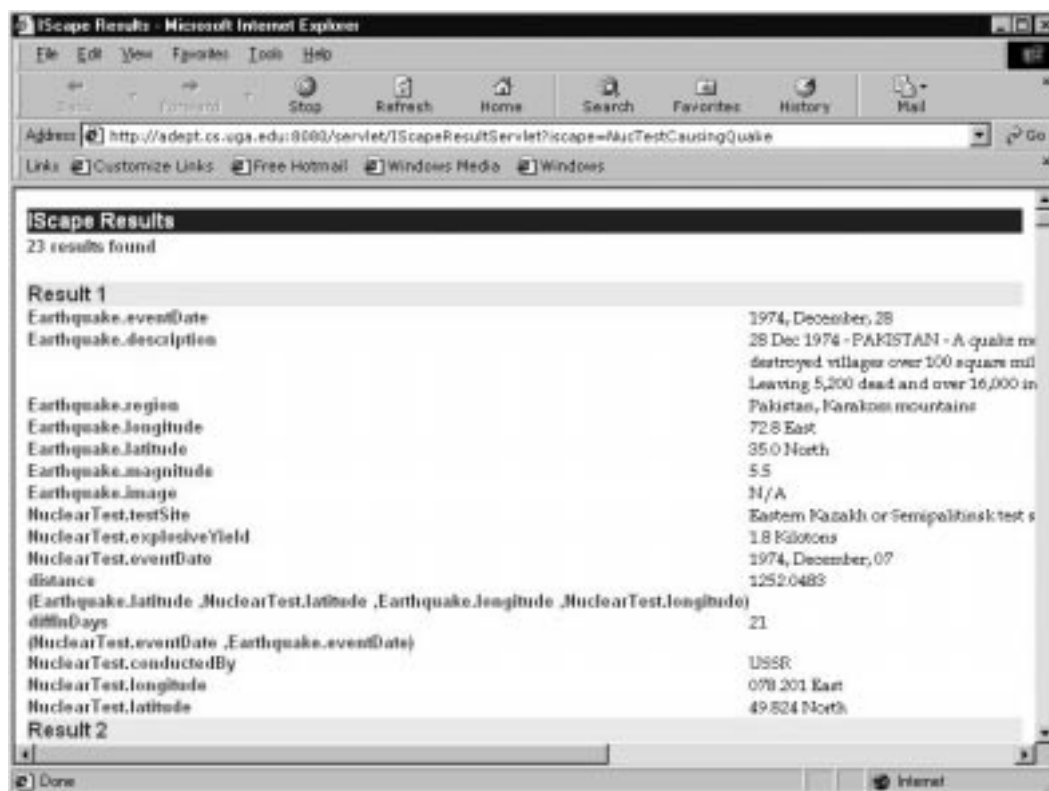 IScape Results - Microsoft Internet Explorer
File Edit View Favorites Tools Help
Back Forward Stop Refresh Home Search Favorites History Mail
Address http://adept.cs.uga.edu:8080/servlet/IScapeResultServlet?iscape=NucTestCausingQuake Go
Links Customize Links Free Hotmail Windows Media Windows
IScape Results
23 results found
Result 1
Earthquake.eventDate 1974, December, 28
Earthquake.description 28 Dec 1974 - PAKISTAN - A quake me
destroyed villages over 100 square mil
Leaving 5,200 dead and over 16,000 in
Earthquake.region Pakistan, Karakom mountains
Earthquake.longitude 72.8 East
Earthquake.latitude 35.0 North
Earthquake.magnitude 5.5
Earthquake.image N/A
NuclearTest.testSite Eastern Kazakh or Semipalitinsk test s
NuclearTest.explosiveYield 1.8 Kilotons
NuclearTest.eventDate 1974, December, 07
distance 1252.0483
(Earthquake.latitude ,NuclearTest.latitude ,Earthquake.longitude ,NuclearTest.longitude)
diffInDays 21
(NuclearTest.eventDate ,Earthquake.eventDate)
NuclearTest.conductedBy USSR
NuclearTest.longitude 078.201 East
NuclearTest.latitude 49.824 North
Result 2
Done Internet